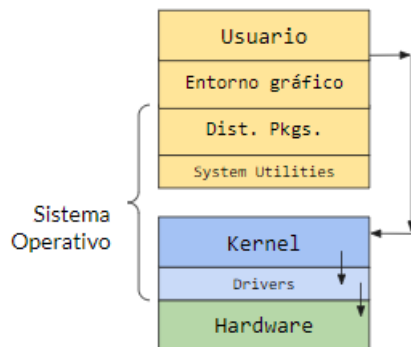 Usuario
Entorno gráfico
Dist. Pkgs.
System Utilities
Sistema
Operativo
Kernel
Drivers
Hardware